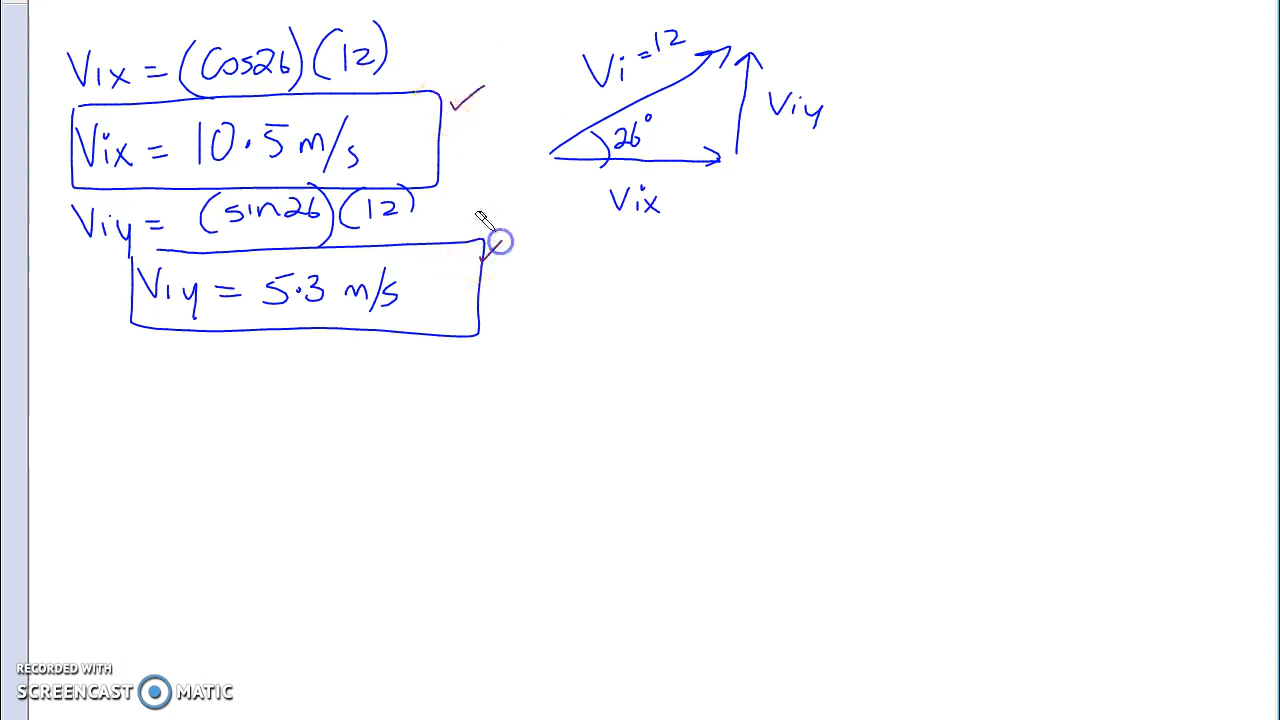 Vix = (Cos26)(12)
Vix = 10.5 m/s
Viy = (sin26)(12)
Viy = 5.3 m/s
Vi=12
26°
Viy
Vix
RECORDED WITH
SCREENCAST MATIC